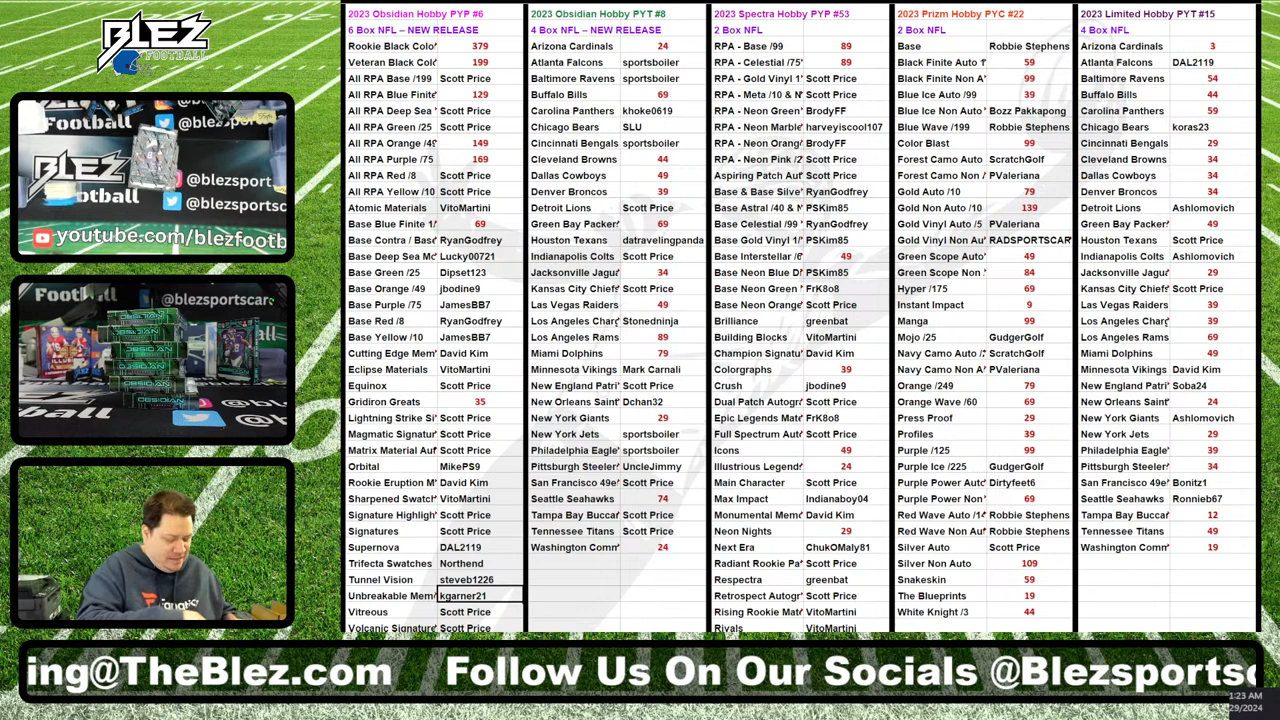 BLEZ
FOOTBALL
Football
@blez
BLEZ
@blezsport
otball
youtube.com/blezfootb
Footbal
@blezsportscar
OBSIDIAN
OBSIDIAN
OBSIDIAN
OBSIDIAN
OBSIDIAN
ball
Fanatics
2023 Obsidian Hobby PYP #6
6 Box NFL – NEW RELEASE
Rookie Black Colo 379
Veteran Black Col 199
All RPA Base /199 Scott Price
All RPA Blue Finite 129
All RPA Deep Sea Scott Price
All RPA Green /25 Scott Price
All RPA Orange /49 149
All RPA Purple /75 169
All RPA Red /8 Scott Price
All RPA Yellow /10 Scott Price
Atomic Materials VitoMartini
Base Blue Finite 1/ 69
Base Contra / Base RyanGodfrey
Base Deep Sea Mo Lucky00721
Base Green /25 Dipset123
Base Orange /49 jbodine9
Base Purple /75 JamesBB7
Base Red /8 RyanGodfrey
Base Yellow /10 JamesBB7
Cutting Edge Mem David Kim
Eclipse Materials VitoMartini
Equinox Scott Price
Gridiron Greats 35
Lightning Strike Si Scott Price
Magmatic Signatur Scott Price
Matrix Material Aut Scott Price
Orbital MikePS9
Rookie Eruption M David Kim
Sharpened Swatch VitoMartini
Signature Highligh Scott Price
Signatures Scott Price
Supernova DAL2119
Trifecta Swatches Northend
Tunnel Vision steveb1226
Unbreakable Mem kgarner21
Vitreous Scott Price
Volcanic Signature Scott Price
2023 Obsidian Hobby PYT #8
4 Box NFL – NEW RELEASE
Arizona Cardinals 24
Atlanta Falcons sportsboiler
Baltimore Ravens sportsboiler
Buffalo Bills 69
Carolina Panthers khoke0619
Chicago Bears SLU
Cincinnati Bengals sportsboiler
Cleveland Browns 44
Dallas Cowboys 49
Denver Broncos 39
Detroit Lions Scott Price
Green Bay Packer 69
Houston Texans datravelingpanda
Indianapolis Colts Scott Price
Jacksonville Jagu 34
Kansas City Chiefs Scott Price
Las Vegas Raiders 49
Los Angeles Charg Stonedninja
Los Angeles Rams 89
Miami Dolphins 79
Minnesota Vikings Mark Carnali
New England Patri Scott Price
New Orleans Saint Dchan32
New York Giants 29
New York Jets sportsboiler
Philadelphia Eagle sportsboiler
Pittsburgh Steeler UncleJimmy
San Francisco 49e Scott Price
Seattle Seahawks 74
Tampa Bay Buccan Scott Price
Tennessee Titans Scott Price
Washington Comm 24
2023 Spectra Hobby PYP #53
2 Box NFL
RPA - Base /99 89
RPA - Celestial /75 89
RPA - Gold Vinyl 1 Scott Price
RPA - Meta /10 & N Scott Price
RPA - Neon Green BrodyFF
RPA - Neon Marble harveyiscool107
RPA - Neon Orang BrodyFF
RPA - Neon Pink /2 Scott Price
Aspiring Patch Aut Scott Price
Base & Base Silve RyanGodfrey
Base Astral /40 & N PSKim85
Base Celestial /99 RyanGodfrey
Base Gold Vinyl 1/ PSKim85
Base Interstellar /6 49
Base Neon Blue D PSKim85
Base Neon Green FrK8o8
Base Neon Orange Scott Price
Brilliance greenbat
Building Blocks VitoMartini
Champion Signatu David Kim
Colorgraphs 39
Crush jbodine9
Dual Patch Autogr Scott Price
Epic Legends Mate FrK8o8
Full Spectrum Auto Scott Price
Icons 49
Illustrious Legend 24
Main Character Scott Price
Max Impact Indianaboy04
Monumental Memo David Kim
Neon Nights 29
Next Era ChukOMaly81
Radiant Rookie Pa Scott Price
Respectra greenbat
Retrospect Autogr Scott Price
Rising Rookie Mate VitoMartini
Rivals VitoMartini
2023 Prizm Hobby PYC #22
2 Box NFL
Base Robbie Stephens
Black Finite Auto 1 59
Black Finite Non A 99
Blue Ice Auto /99 39
Blue Ice Non Auto Bozz Pakkapong
Blue Wave /199 Robbie Stephens
Color Blast 99
Forest Camo Auto ScratchGolf
Forest Camo Non PValeriana
Gold Auto /10 79
Gold Non Auto /10 139
Gold Vinyl Auto /5 PValeriana
Gold Vinyl Non Au RADSPORTSCAR
Green Scope Auto 49
Green Scope Non 84
Hyper /175 69
Instant Impact 9
Manga 99
Mojo /25 GudgerGolf
Navy Camo Auto / ScratchGolf
Navy Camo Non A PValeriana
Orange /249 79
Orange Wave /60 69
Press Proof 29
Profiles 39
Purple /125 99
Purple Ice /225 GudgerGolf
Purple Power Auto Dirtyfeet6
Purple Power Non 69
Red Wave Auto /14 Robbie Stephens
Red Wave Non Aut Robbie Stephens
Silver Auto Scott Price
Silver Non Auto 109
Snakeskin 59
The Blueprints 19
White Knight /3 44
2023 Limited Hobby PYT #15
4 Box NFL
Arizona Cardinals 3
Atlanta Falcons DAL2119
Baltimore Ravens 54
Buffalo Bills 44
Carolina Panthers 59
Chicago Bears koras23
Cincinnati Bengals 29
Cleveland Browns 34
Dallas Cowboys 34
Denver Broncos 34
Detroit Lions Ashlomovich
Green Bay Packer 49
Houston Texans Scott Price
Indianapolis Colts Ashlomovich
Jacksonville Jagu 29
Kansas City Chiefs Scott Price
Las Vegas Raiders 39
Los Angeles Charg 39
Los Angeles Rams 69
Miami Dolphins 49
Minnesota Vikings David Kim
New England Patri Soba24
New Orleans Saint 24
New York Giants Ashlomovich
New York Jets 29
Philadelphia Eagle 39
Pittsburgh Steeler 34
San Francisco 49e Bonitz1
Seattle Seahawks Ronnieb67
Tampa Bay Buccan 12
Tennessee Titans 49
Washington Comm 19
ing@TheBlez.com Follow Us On Our Socials @Blezsportsc
1:23 AM
29/2024